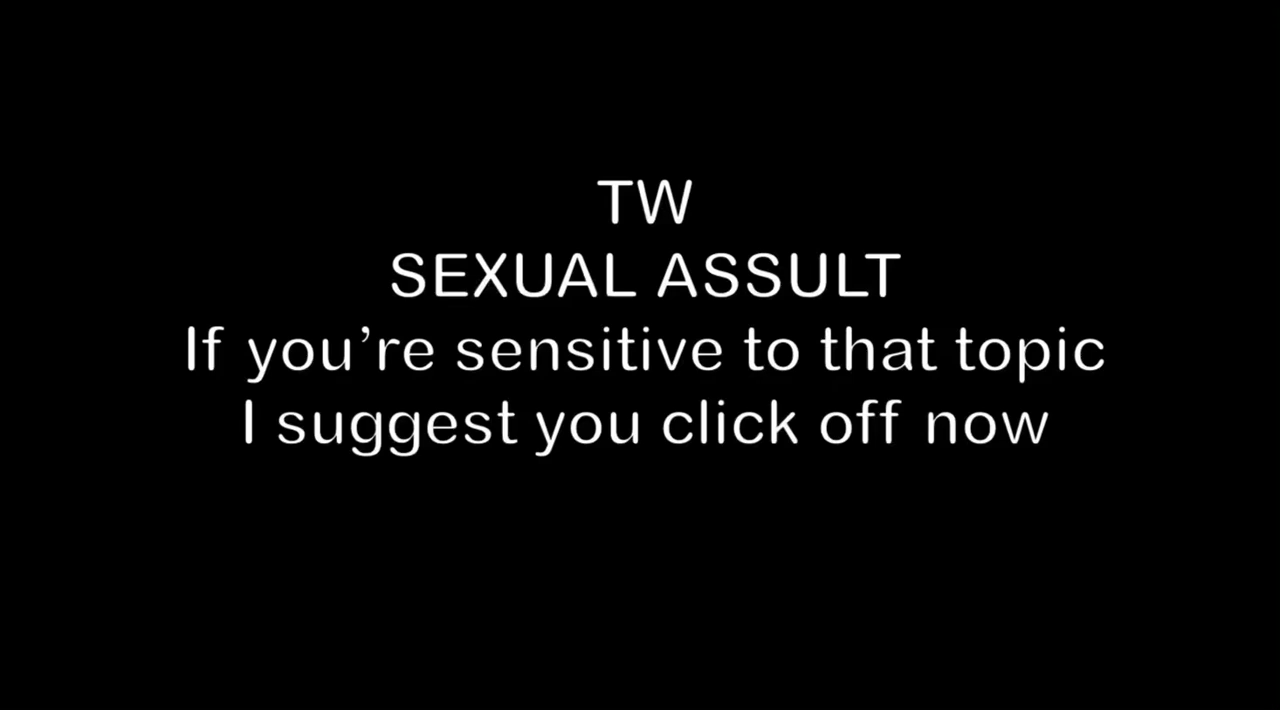 TW
SEXUAL ASSULT
If you’re sensitive to that topic
I suggest you click off now